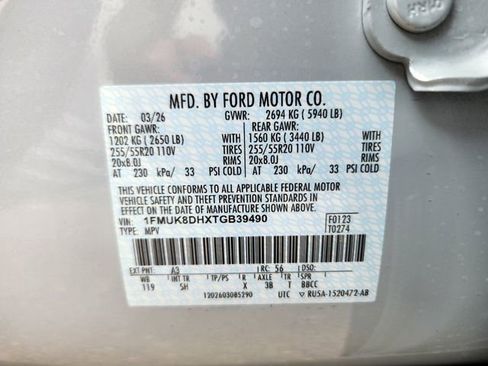 MFD. BY FORD MOTOR CO.
DATE: 03/26 GVWR: 2694 KG ( 5940 LB)
FRONT GAWR: REAR GAWR:
1202 KG ( 2650 LB) WITH 1560 KG ( 3440 LB) WITH
255/55R20 110V TIRES 255/55R20 110V TIRES
20x8.0J RIMS 20x8.0J RIMS
AT 230 kPa/ 33 PSI COLD AT 230 kPa/ 33 PSI COLD
THIS VEHICLE CONFORMS TO ALL APPLICABLE FEDERAL MOTOR
VEHICLE SAFETY AND THEFT PREVENTION STANDARDS IN EFFECT
ON THE DATE OF MANUFACTURE SHOWN ABOVE.
VIN: 1FMUK8DHXTGB39490 F0123
TYPE: MPV T0274
EXT PNT: A3 RC: 56 DSO:
WB INT TR TP/PS R AXLE TR SPR
119 SH X 38 T BBCC
1202603085290 UTC ▽ RUSA-1520472-AB